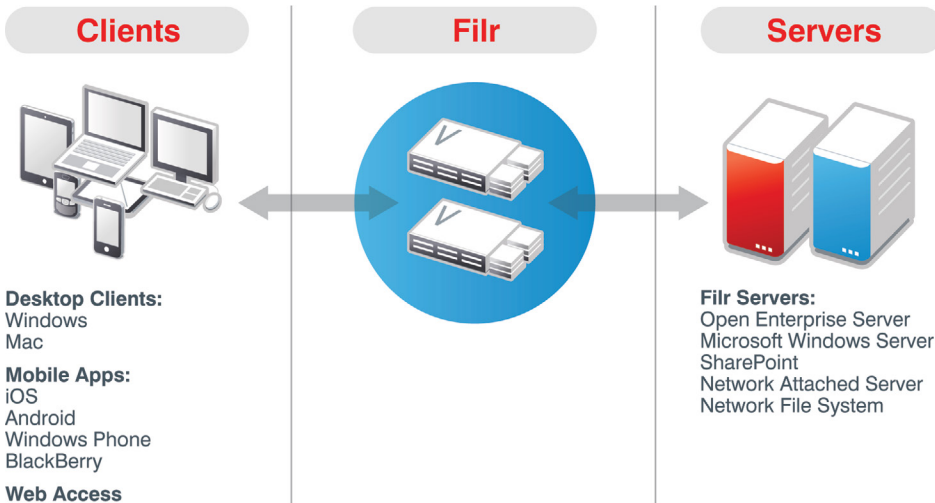 Clients
Filr
Servers
V
V
Desktop Clients:
Windows
Mac
Mobile Apps:
iOS
Android
Windows Phone
BlackBerry
Web Access
Filr Servers:
Open Enterprise Server
Microsoft Windows Server
SharePoint
Network Attached Server
Network File System